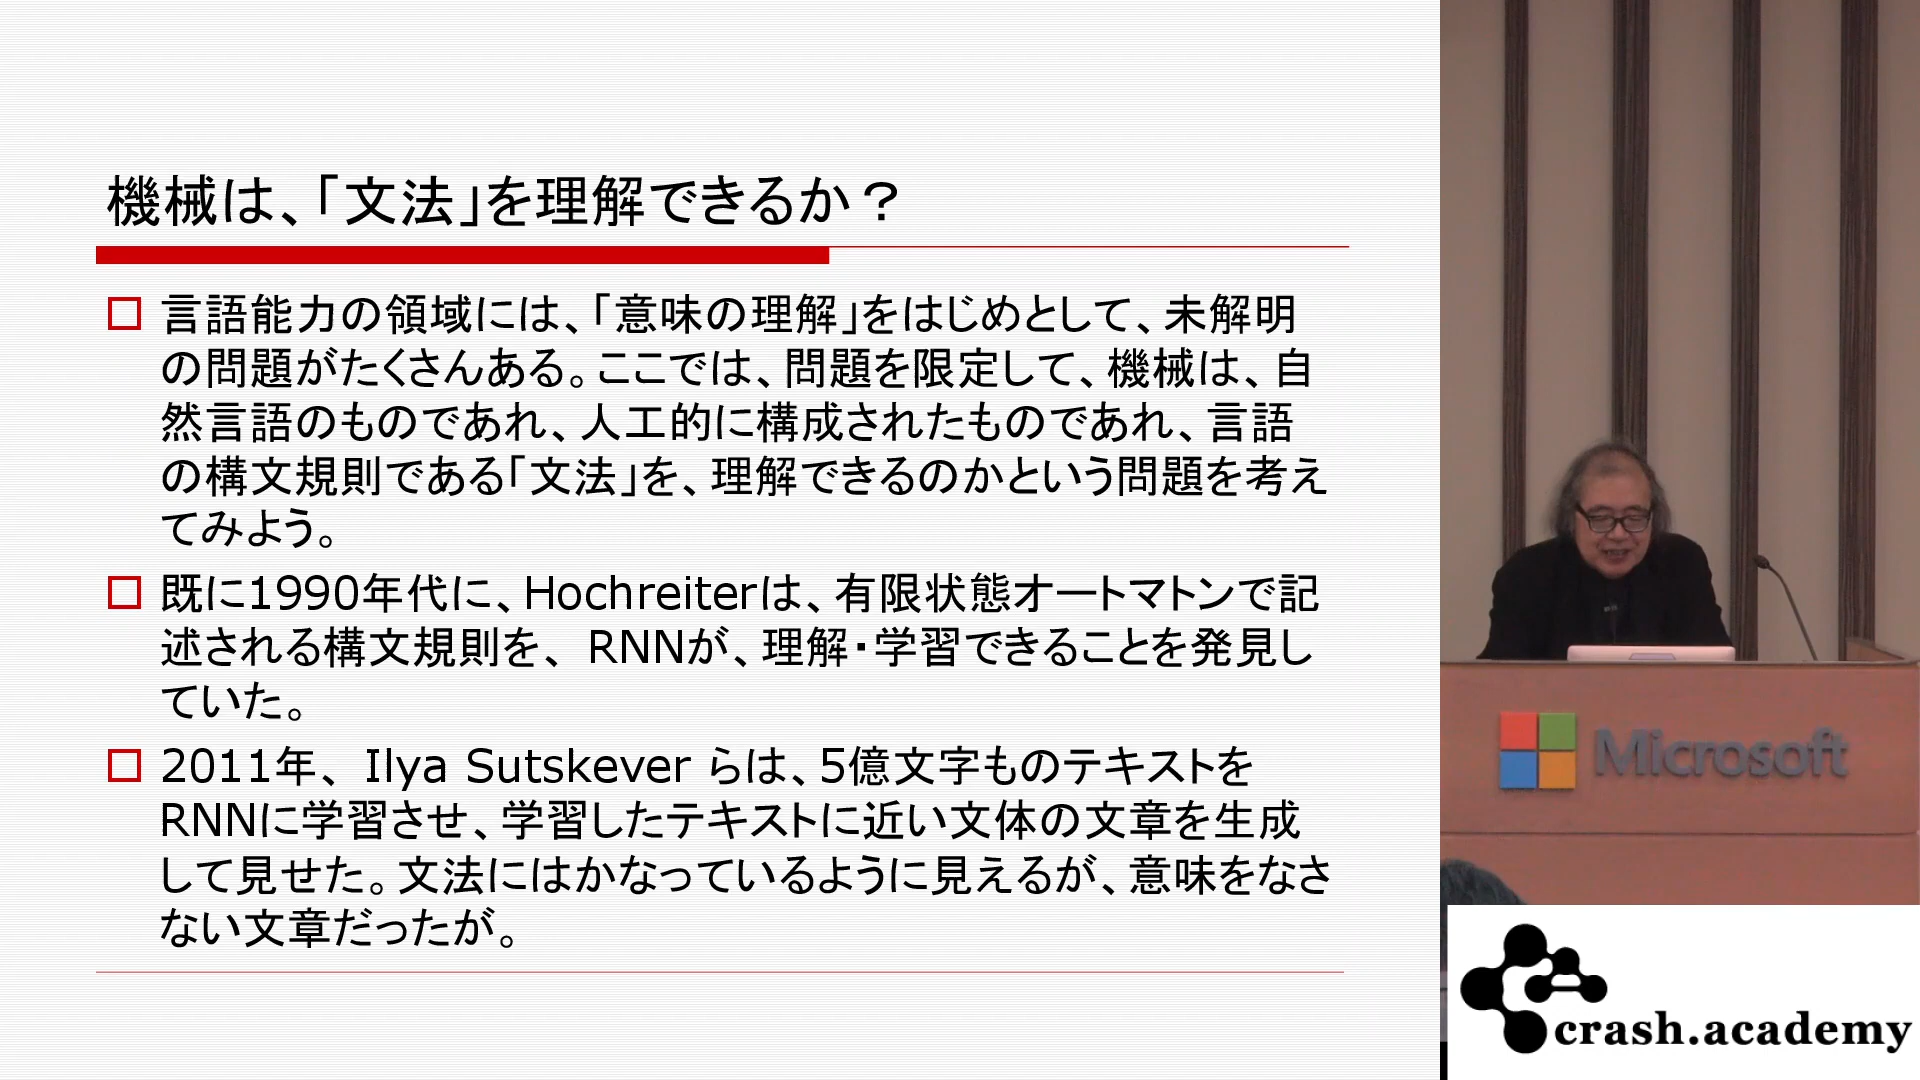 機械は、「文法」を理解できるか？
言語能力の領域には、「意味の理解」をはじめとして、未解明
の問題がたくさんある。ここでは、問題を限定して、機械は、自
然言語のものであれ、人工的に構成されたものであれ、言語
の構文規則である「文法」を、理解できるのかという問題を考え
てみよう。
既に1990年代に、Hochreiterは、有限状態オートマトンで記
述される構文規則を、 RNNが、理解・学習できることを発見し
ていた。
2011年、 Ilya Sutskever らは、5億文字ものテキストを
RNNに学習させ、学習したテキストに近い文体の文章を生成
して見せた。文法にはかなっているように見えるが、意味をなさ
ない文章だったが。
Microsoft
crash.academy